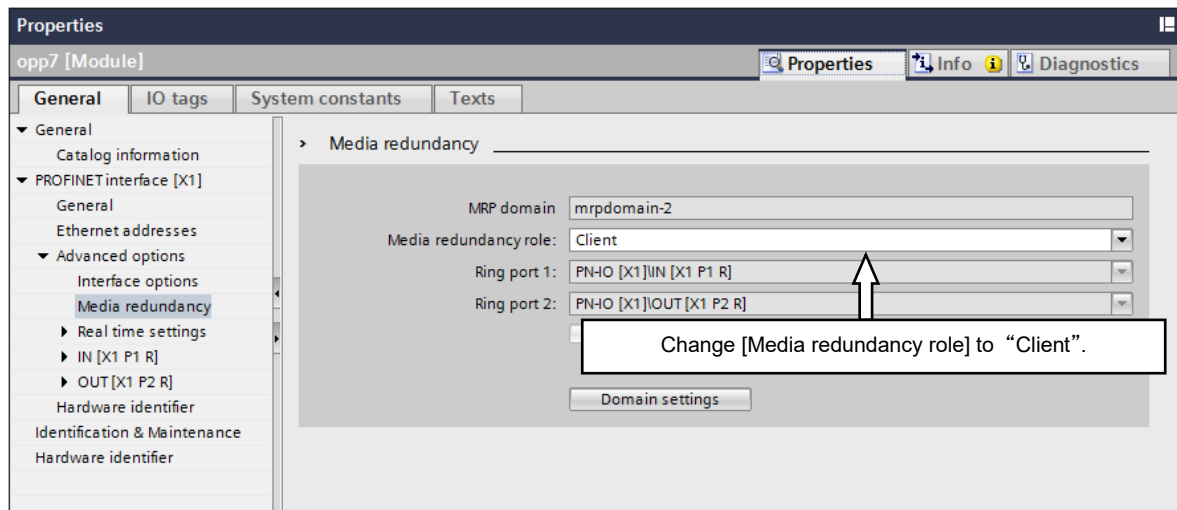 Properties
opp7 [Module]
Properties
Info
Diagnostics
General
IO tags
System constants
Texts
General
Catalog information
PROFINET interface [X1]
General
Ethernet addresses
Advanced options
Interface options
Media redundancy
Real time settings
IN [X1 P1 R]
OUT [X1 P2 R]
Hardware identifier
Identification & Maintenance
Hardware identifier
Media redundancy
MRP domain mrpdomain-2
Media redundancy role: Client
Ring port 1: PN-IO [X1]\IN [X1 P1 R]
Ring port 2: PN-IO [X1]\OUT [X1 P2 R]
Change [Media redundancy role] to “Client”.
Domain settings